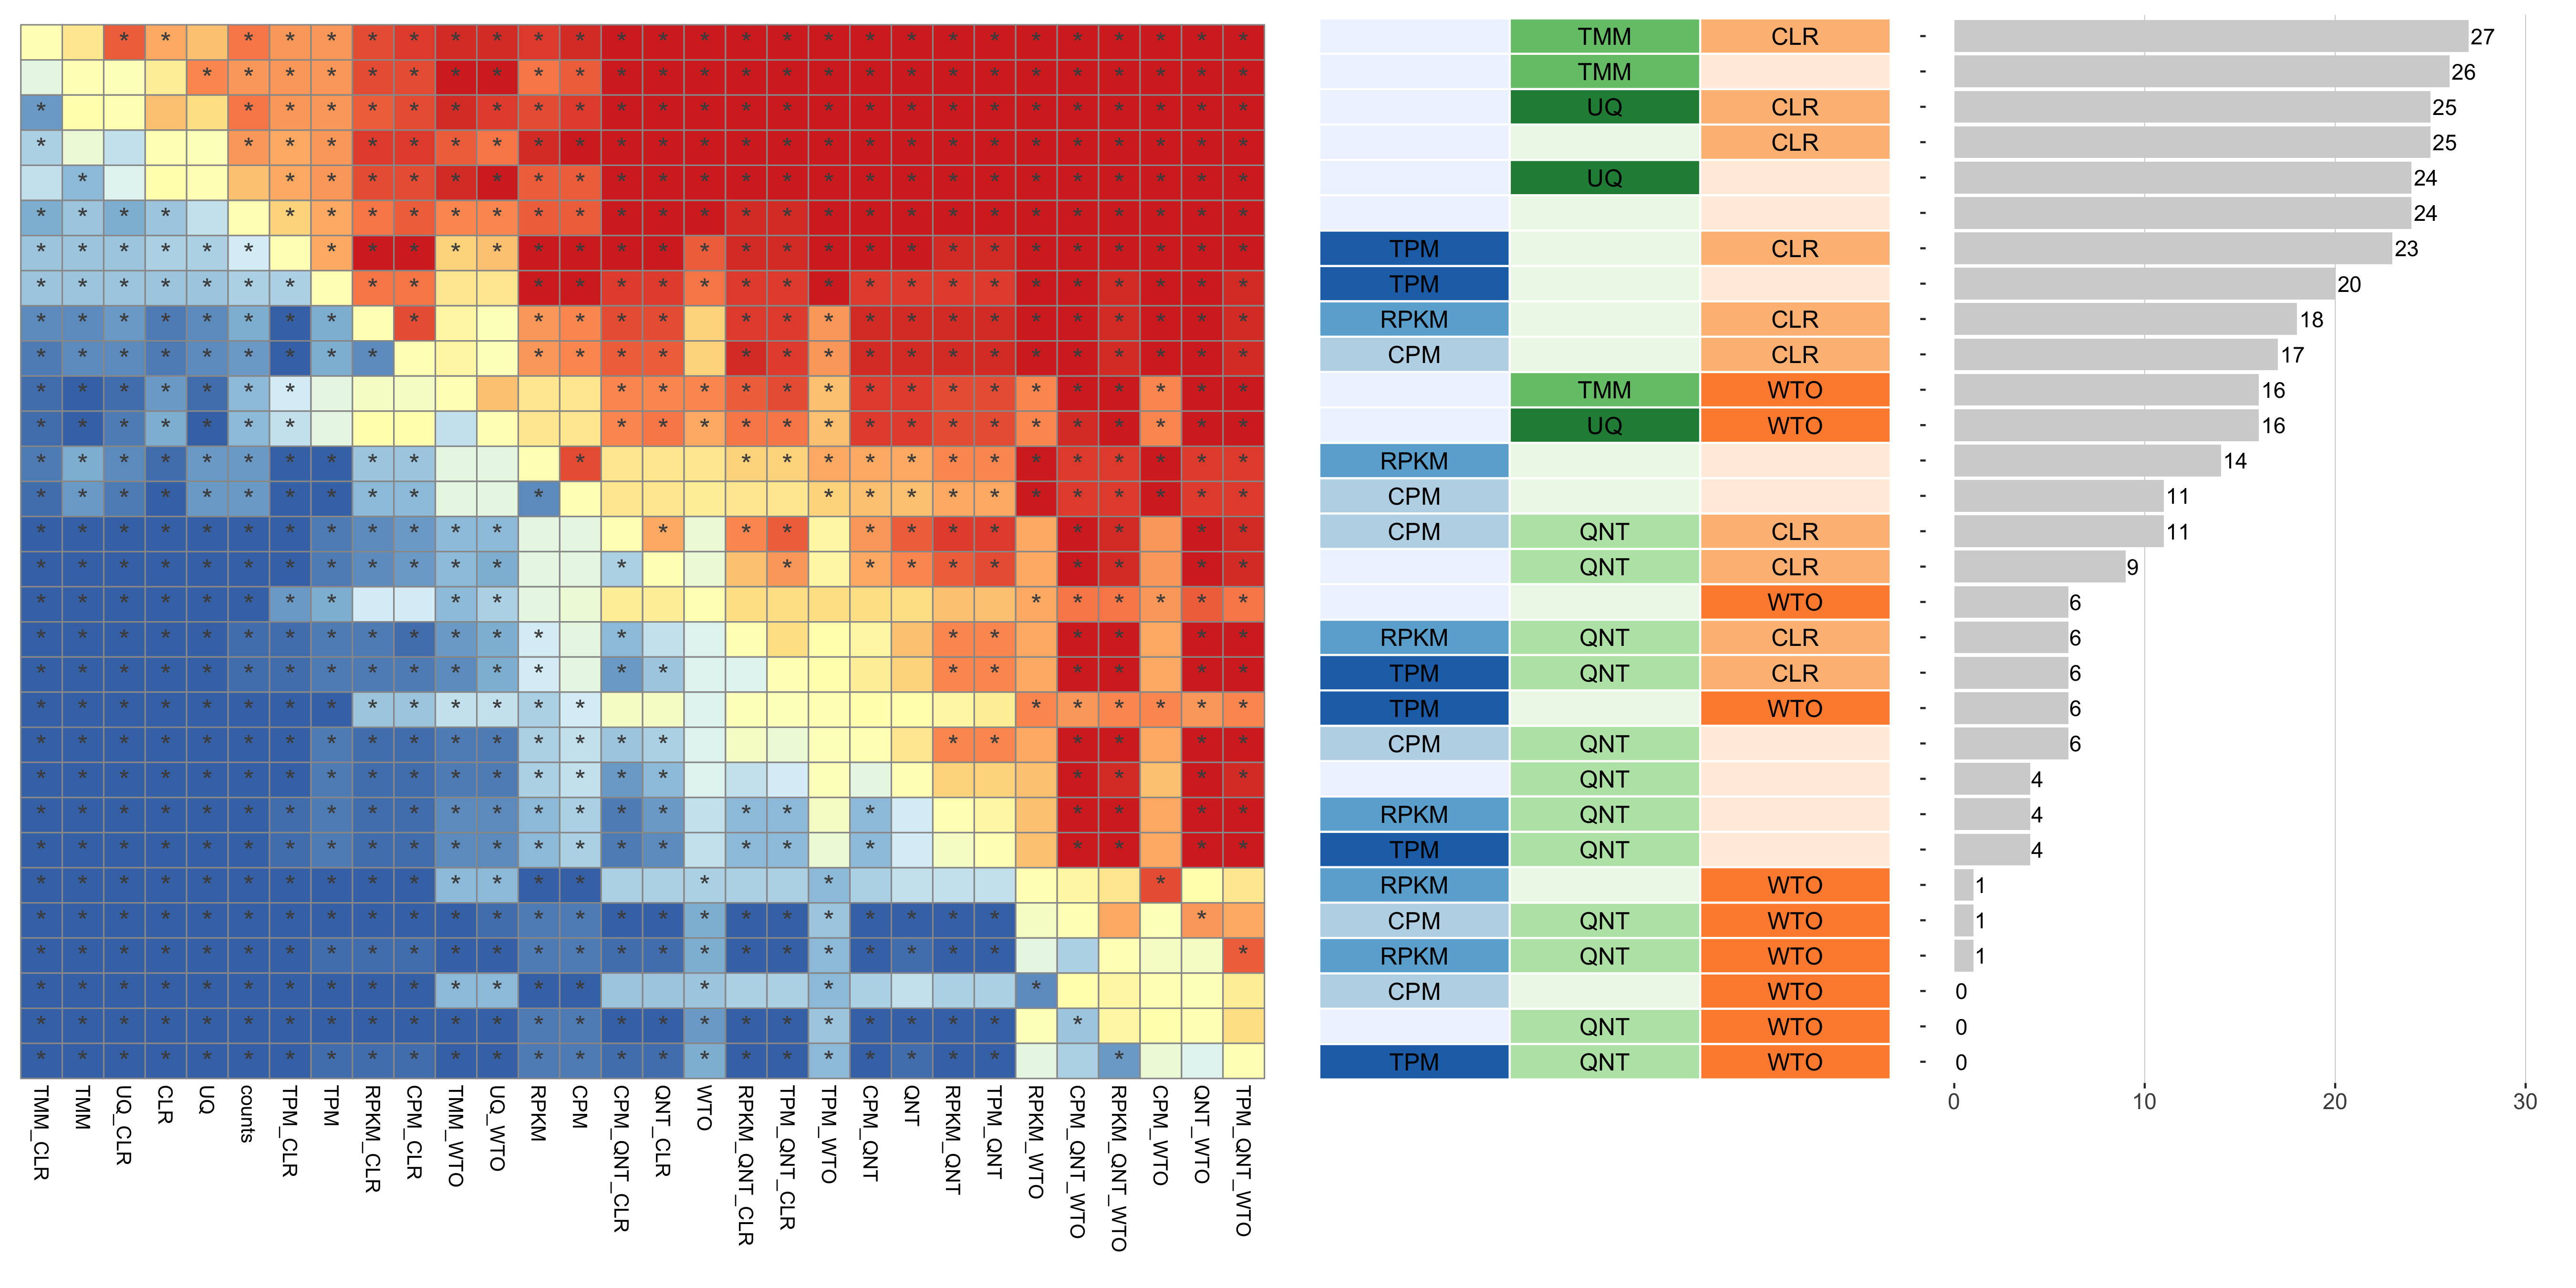 TMM CLR - 27
TMM - 26
UQ CLR - 25
CLR - 25
UQ - 24
- 24
TPM CLR - 23
TPM - 20
RPKM CLR - 18
CPM CLR - 17
TMM WTO - 16
UQ WTO - 16
RPKM - 14
CPM - 11
CPM QNT CLR - 11
QNT CLR - 9
WTO - 6
RPKM QNT CLR - 6
TPM QNT CLR - 6
TPM WTO - 6
CPM QNT - 6
QNT - 4
RPKM QNT - 4
TPM QNT - 4
RPKM WTO - 1
CPM QNT WTO - 1
RPKM QNT WTO - 1
CPM WTO - 0
QNT WTO - 0
TPM QNT WTO - 0
TMM_CLR
TMM
UQ_CLR
CLR
UQ
counts
TPM_CLR
TPM
RPKM_CLR
CPM_CLR
TMM_WTO
UQ_WTO
RPKM
CPM
CPM_QNT_CLR
QNT_CLR
WTO
RPKM_QNT_CLR
TPM_QNT_CLR
TPM_WTO
CPM_QNT
QNT
RPKM_QNT
TPM_QNT
RPKM_WTO
CPM_QNT_WTO
RPKM_QNT_WTO
CPM_WTO
QNT_WTO
TPM_QNT_WTO
0 10 20 30